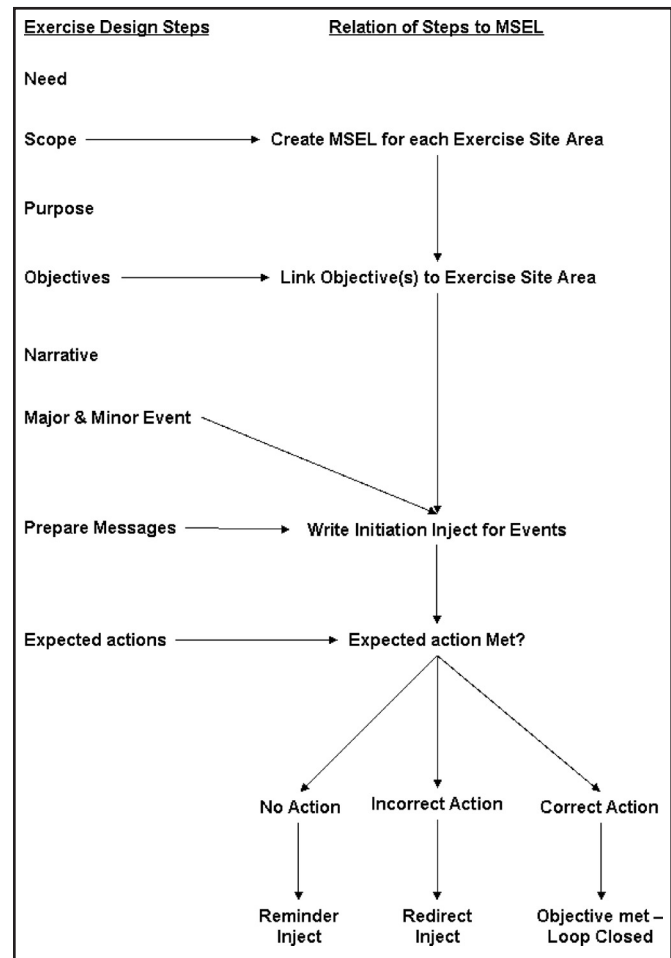 Exercise Design Steps
Relation of Steps to MSEL
Need
Scope
Create MSEL for each Exercise Site Area
Purpose
Objectives
Link Objective(s) to Exercise Site Area
Narrative
Major & Minor Event
Prepare Messages
Write Initiation Inject for Events
Expected actions
Expected action Met?
No Action
Incorrect Action
Correct Action
Reminder
Inject
Redirect
Inject
Objective met –
Loop Closed